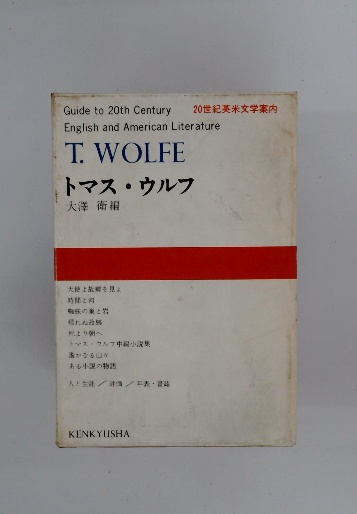 Guide to 20th Century 20世紀英米文学案内
English and American Literature
T. WOLFE
トマス・ウルフ
大澤 衛編
天使よ故郷を見よ
時間と河
蜘蛛の巣と岩
帰れぬ故郷
死より朝へ
トマス・ウルフ中編小説集
遥かなる山々
ある小説の物語
人と生涯／評価／年表・書誌
KENKYUSHA